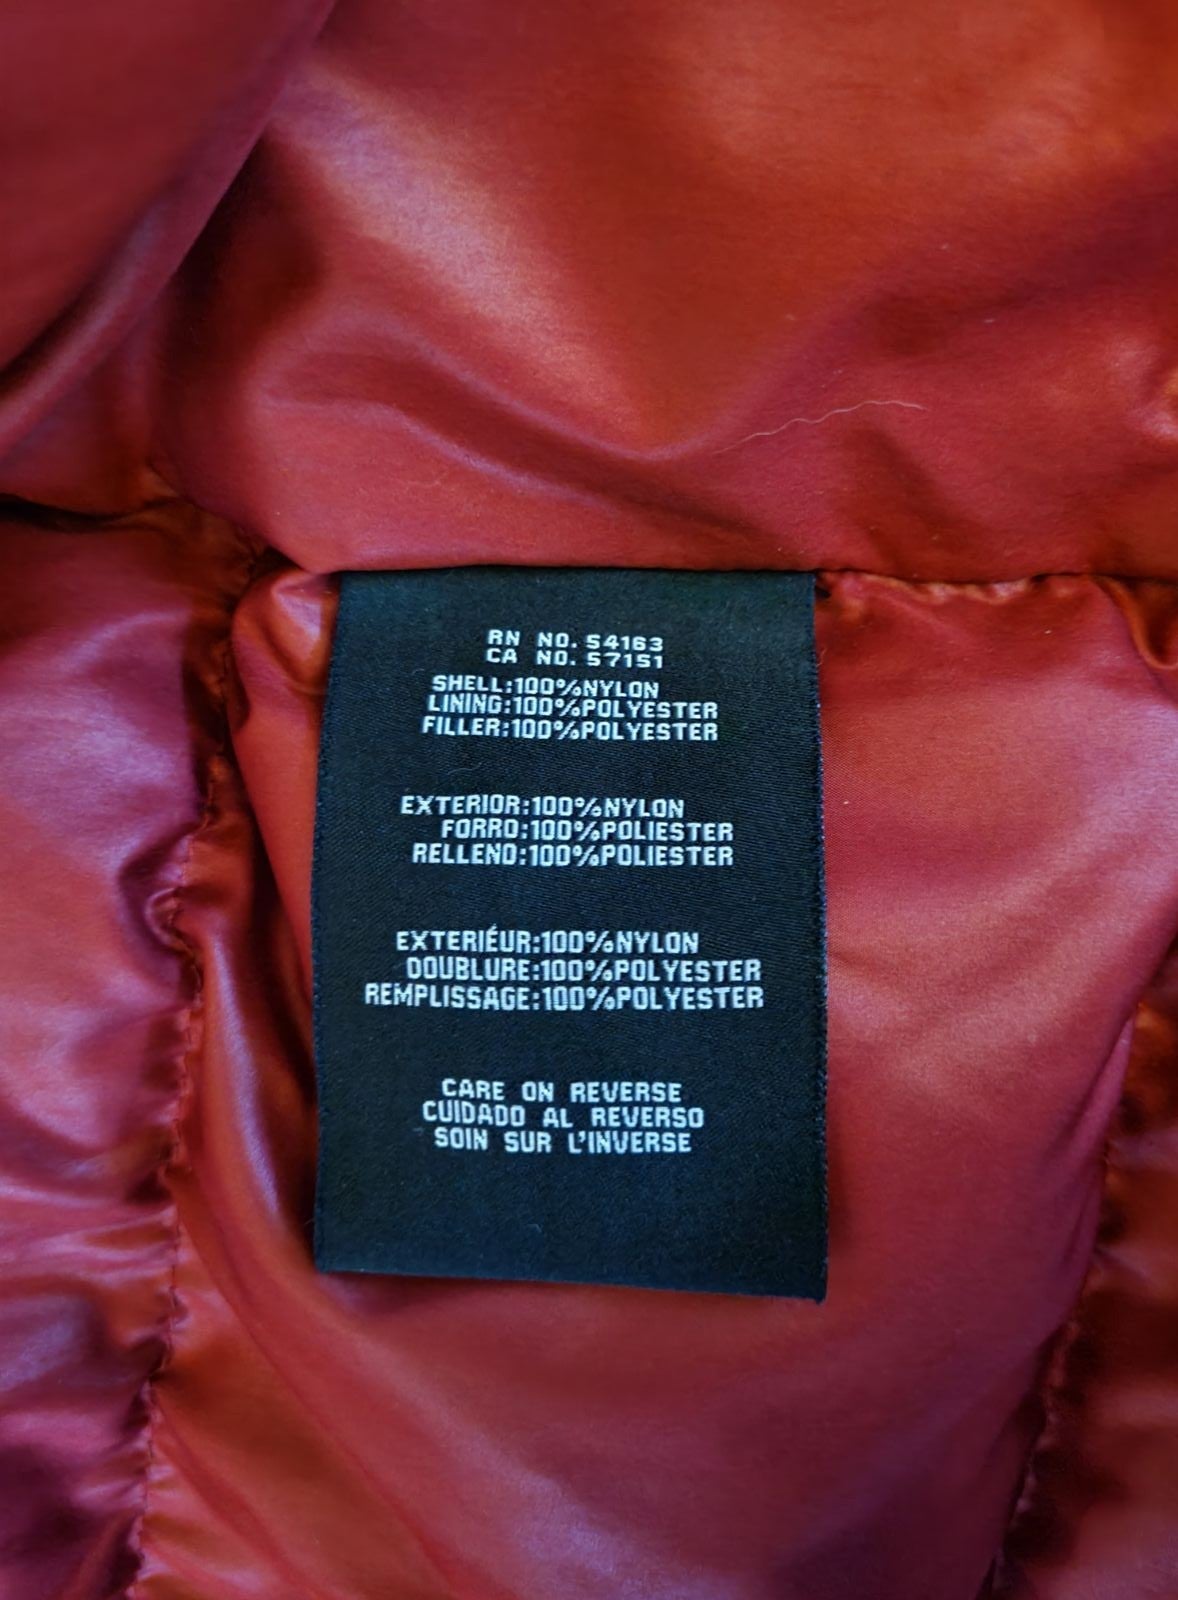 RN NO. 54163
CA NO. 57151
SHELL:100%NYLON
LINING:100%POLYESTER
FILLER:100%POLYESTER
EXTERIOR:100%NYLON
FORRO:100%POLIESTER
RELLENO:100%POLIESTER
EXTERIÉUR:100%NYLON
DOUBLURE:100%POLYESTER
REMPLISSAGE:100%POLYESTER
CARE ON REVERSE
CUIDADO AL REVERSO
SOIN SUR L'INVERSE